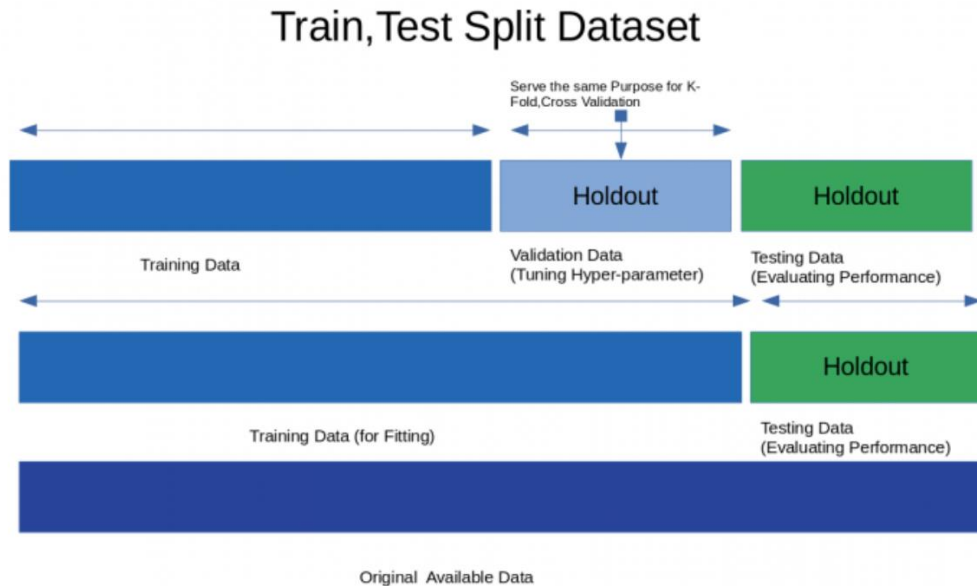 Train,Test Split Dataset
Serve the same Purpose for K-
Fold,Cross Validation
Holdout
Holdout
Training Data
Validation Data
(Tuning Hyper-parameter)
Testing Data
(Evaluating Performance)
Holdout
Training Data (for Fitting)
Testing Data
(Evaluating Performance)
Original  Available Data